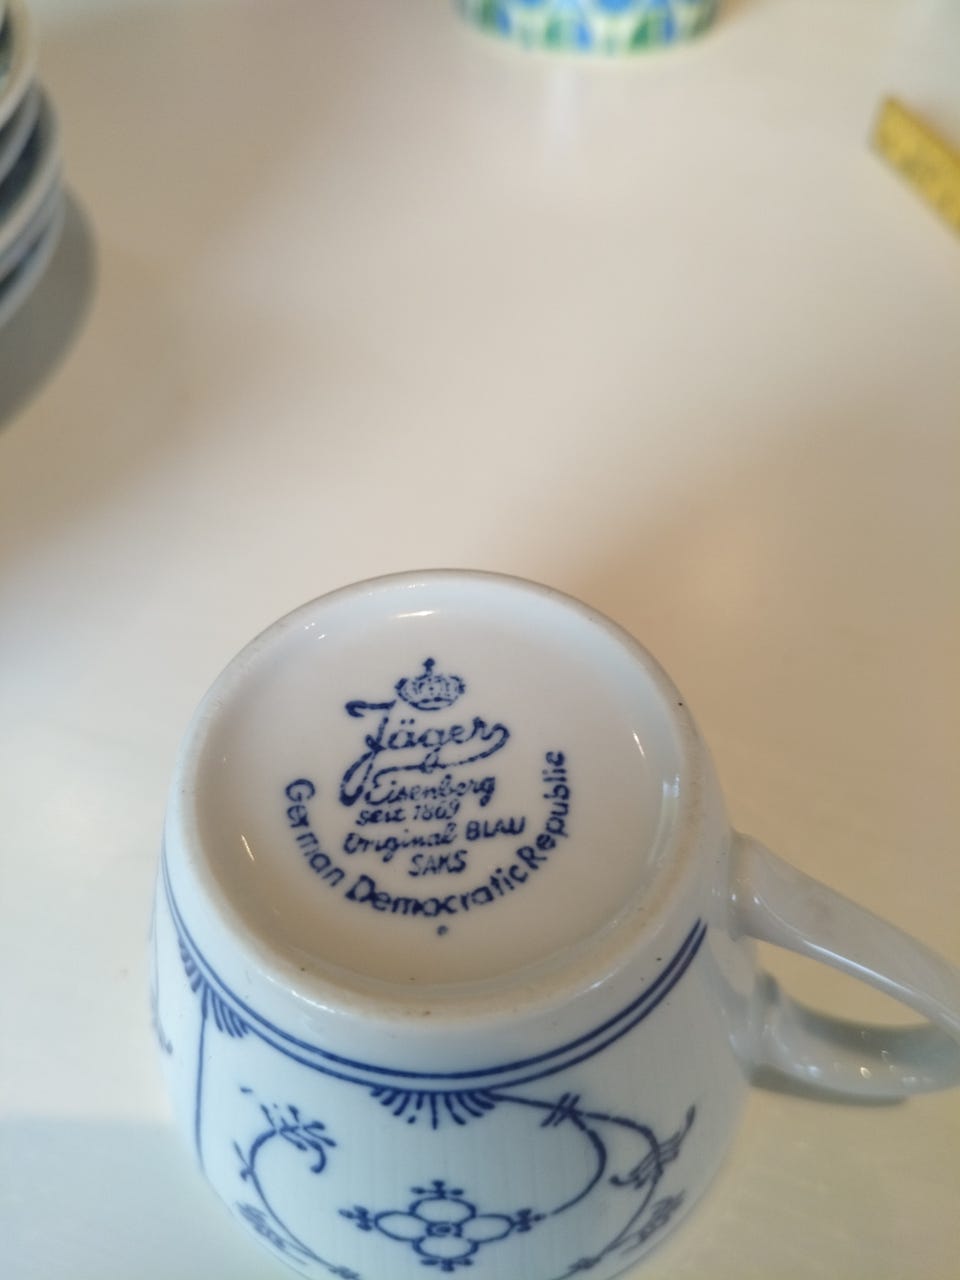 Jäger
Eisenberg
seit 1869
Original BLAU
SAKS
German Democratic Republic